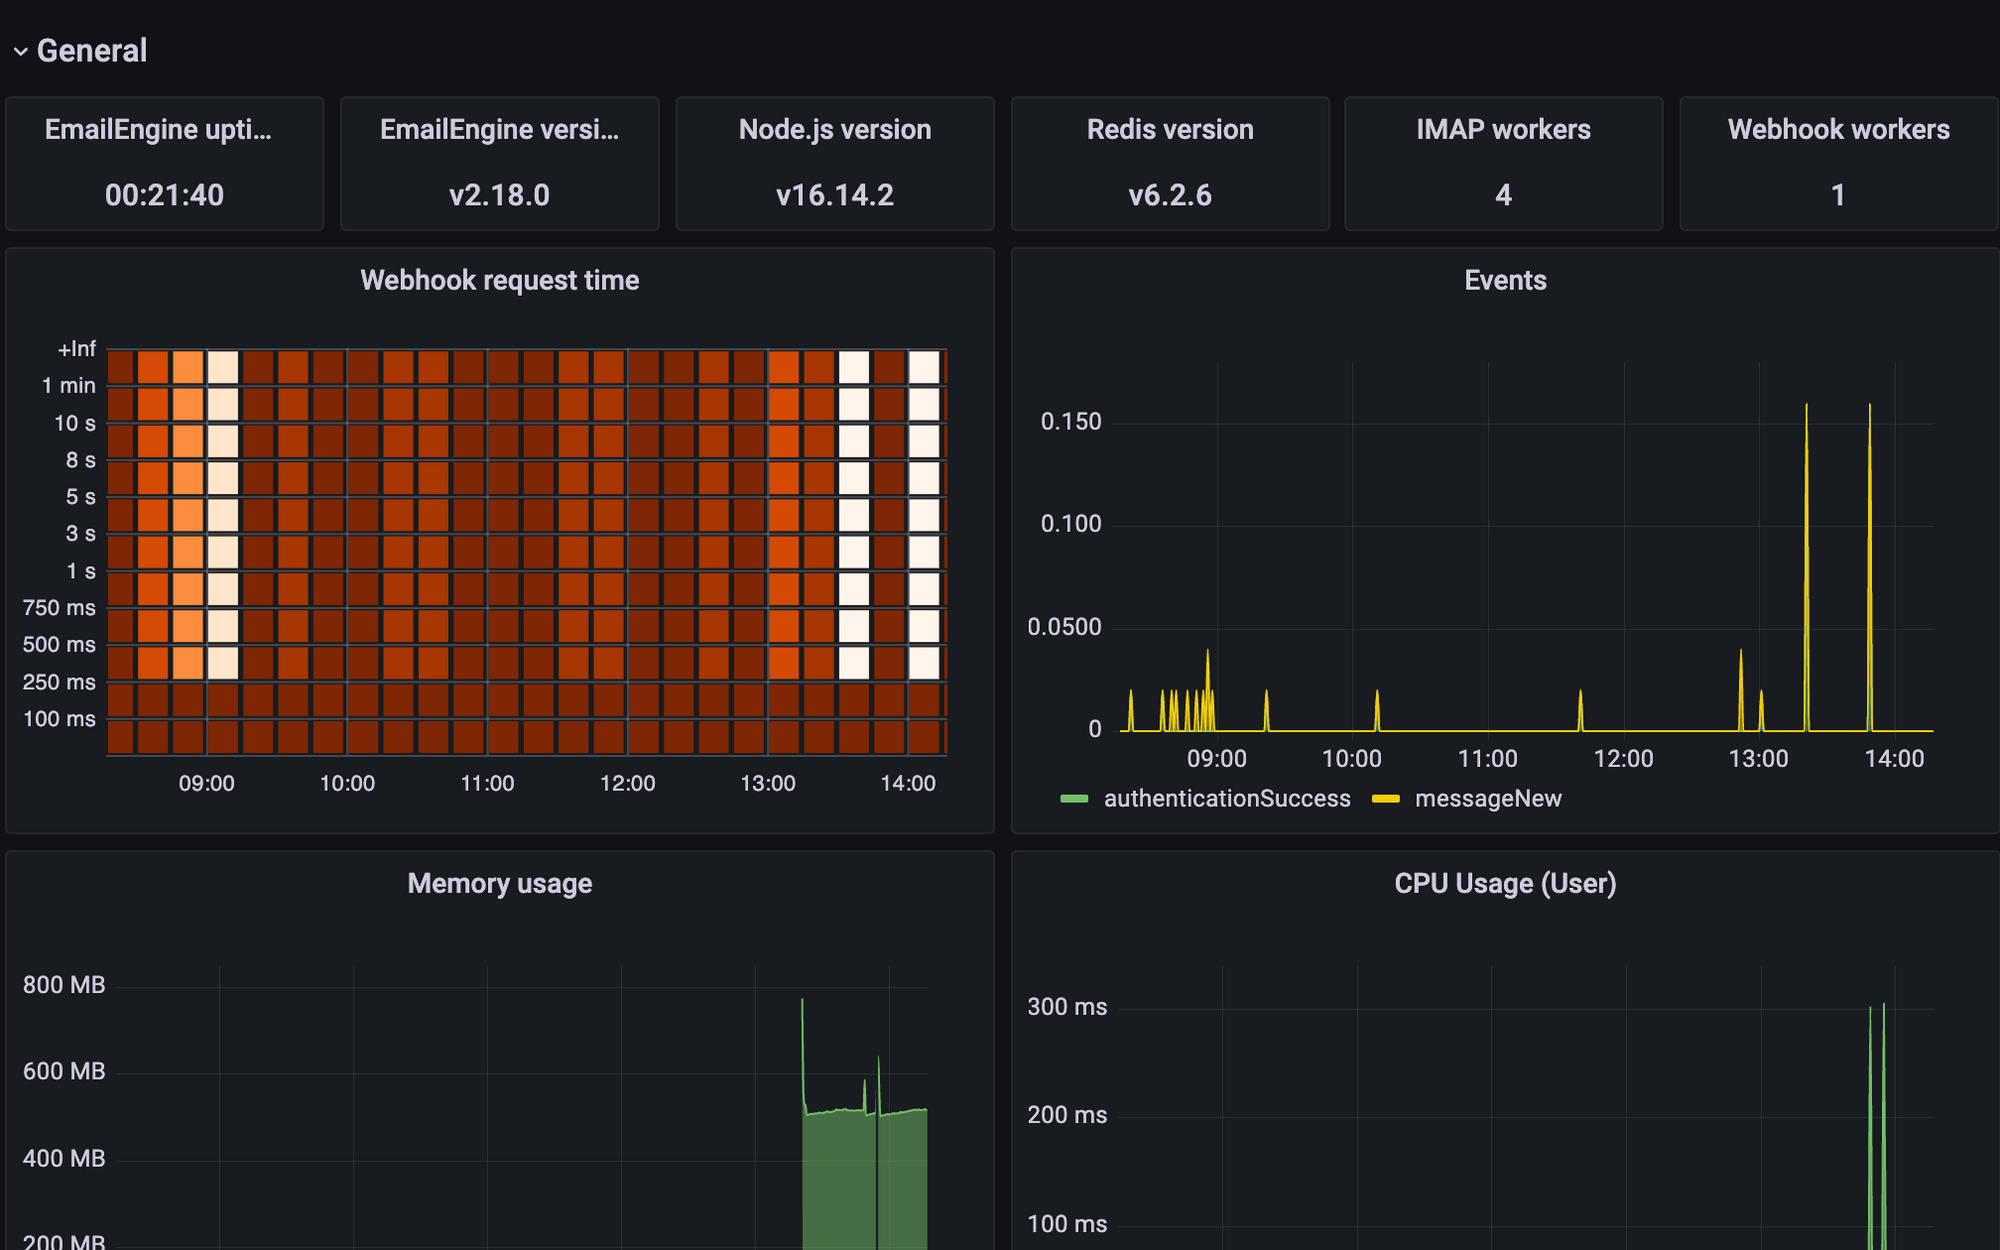 General
EmailEngine upti...
00:21:40
EmailEngine versi...
v2.18.0
Node.js version
v16.14.2
Redis version
v6.2.6
IMAP workers
4
Webhook workers
1
Webhook request time
+Inf
1 min
10 s
8 s
5 s
3 s
1 s
750 ms
500 ms
250 ms
100 ms
09:00 10:00 11:00 12:00 13:00 14:00
Events
0.150
0.100
0.0500
0
09:00 10:00 11:00 12:00 13:00 14:00
authenticationSuccess messageNew
Memory usage
800 MB
600 MB
400 MB
200 MB
CPU Usage (User)
300 ms
200 ms
100 ms